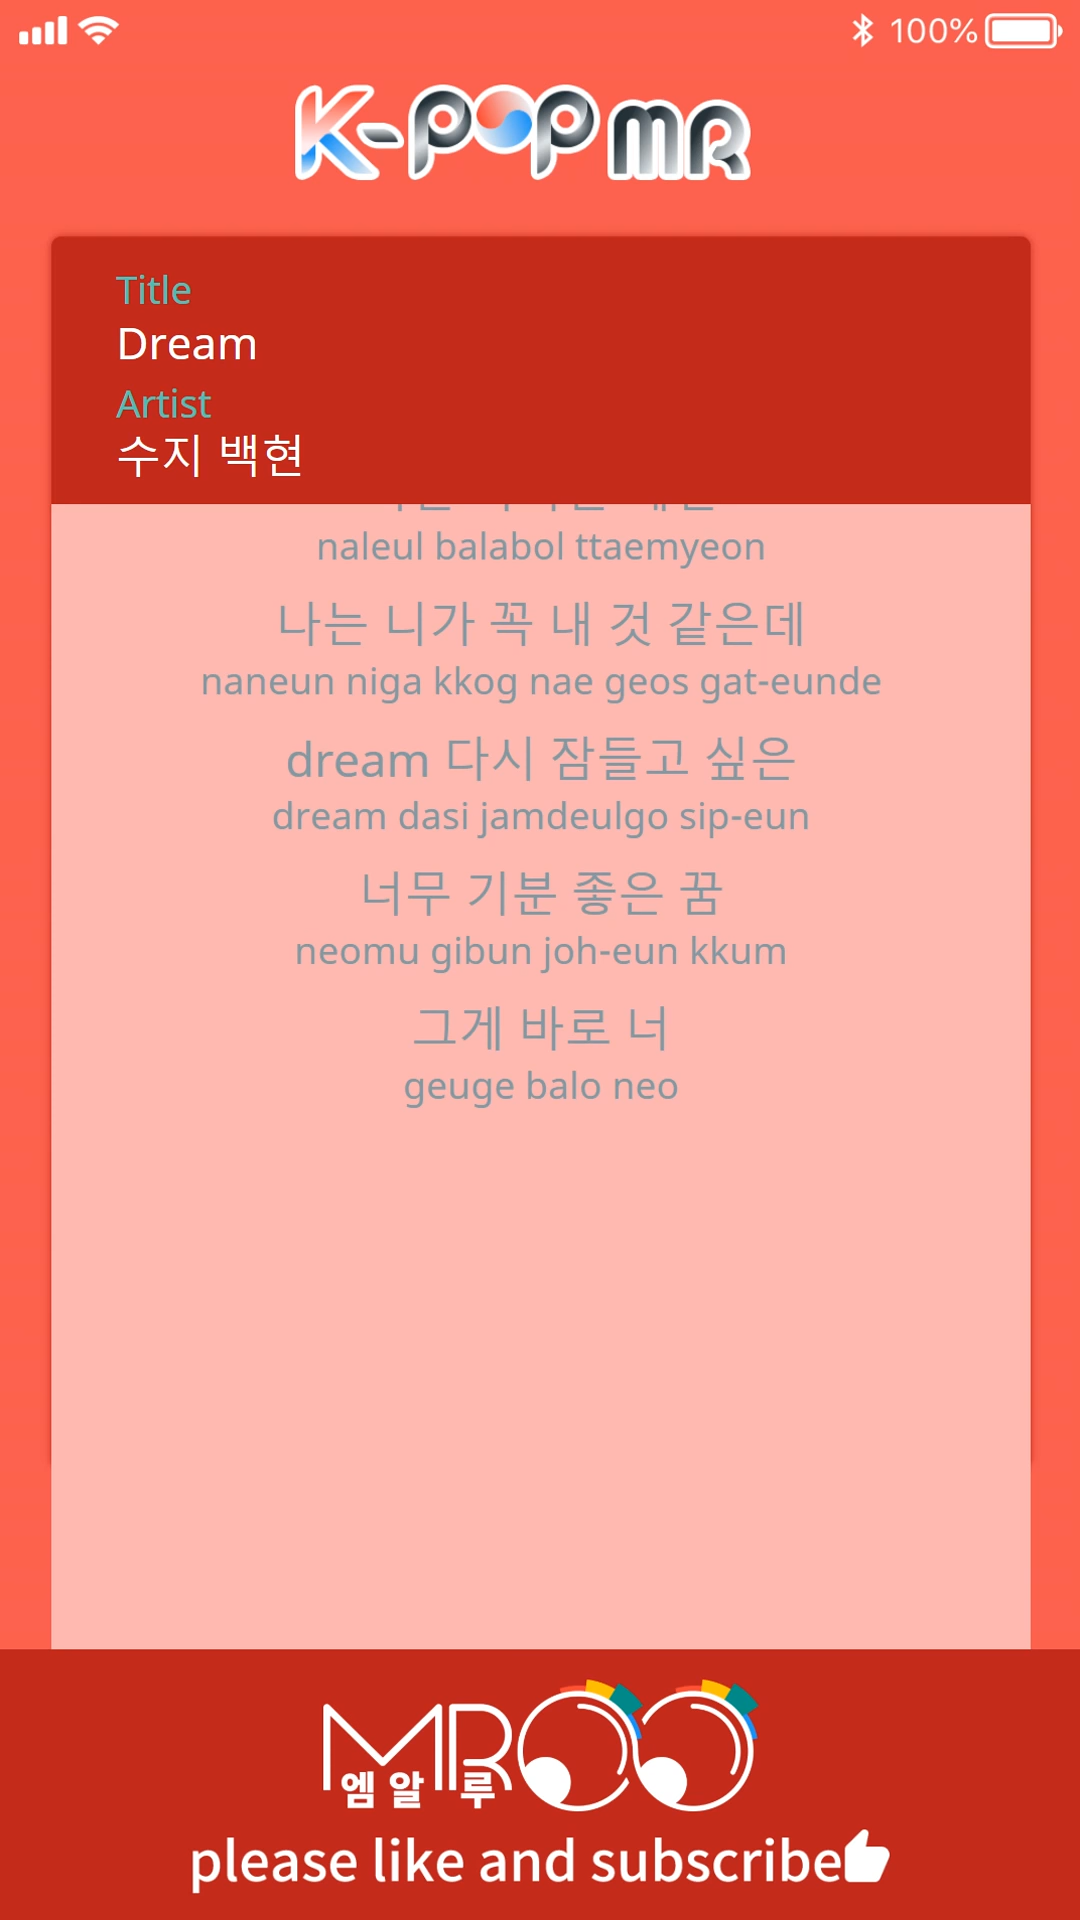 100%
K-POP MR
Title
Dream
Artist
수지 백현
naleul balabol ttaemyeon
나는 니가 꼭 내 것 같은데
naneun niga kkog nae geos gat-eunde
dream 다시 잠들고 싶은
dream dasi jamdeulgo sip-eun
너무 기분 좋은 꿈
neomu gibun joh-eun kkum
그게 바로 너
geuge balo neo
MROO
엠알루
please like and subscribe